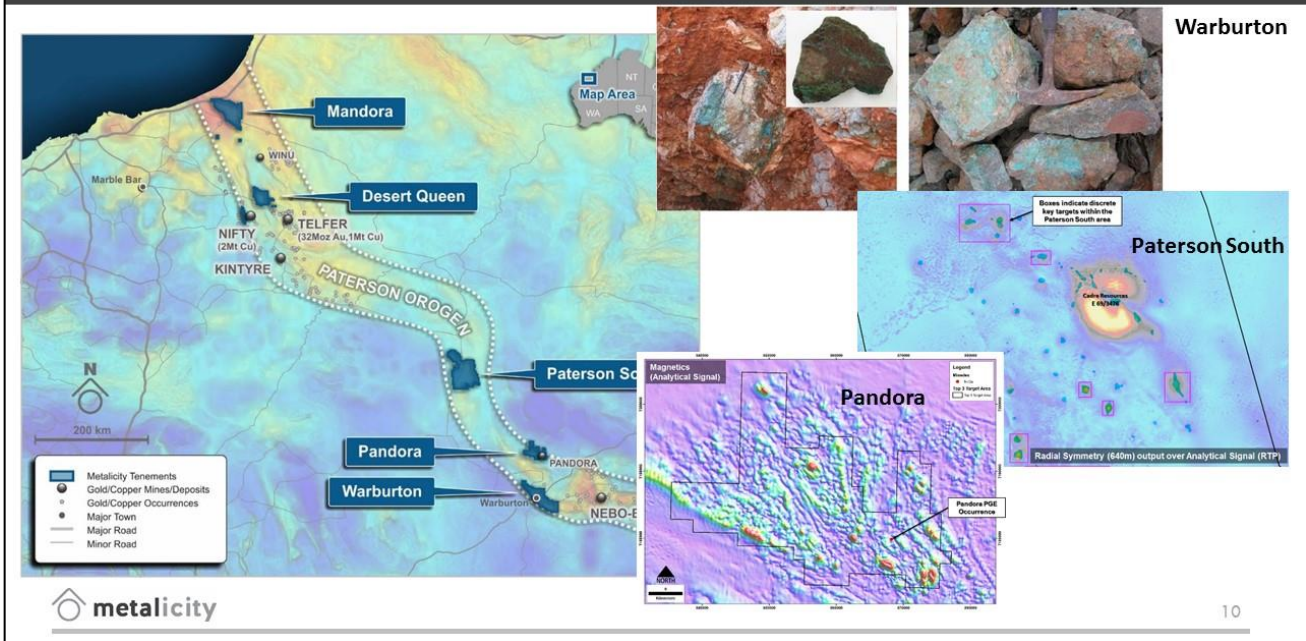 Warburton
Mandora
WINU
Marble Bar
Desert Queen
NIFTY
(2Mt Cu)
TELFER
(32Moz Au,1Mt Cu)
KINTYRE
PATERSON OROGEN
Paterson So
Pandora
PANDORA
Warburton
Warburton
NEBO-B
N
200 km
Map Area
NT
WA
SA
Metalicity Tenements
Gold/Copper Mines/Deposits
Gold/Copper Occurrences
Major Town
Major Road
Minor Road
Boxes indicate discrete
key targets within the
Paterson South area
Paterson South
Radial Symmetry (640m) output over Analytical Signal (RTP)
Magnetics
(Analytical Signal)
Pandora
Legend
Pandora PGE
Occurrence
NORTH
metalicity
10